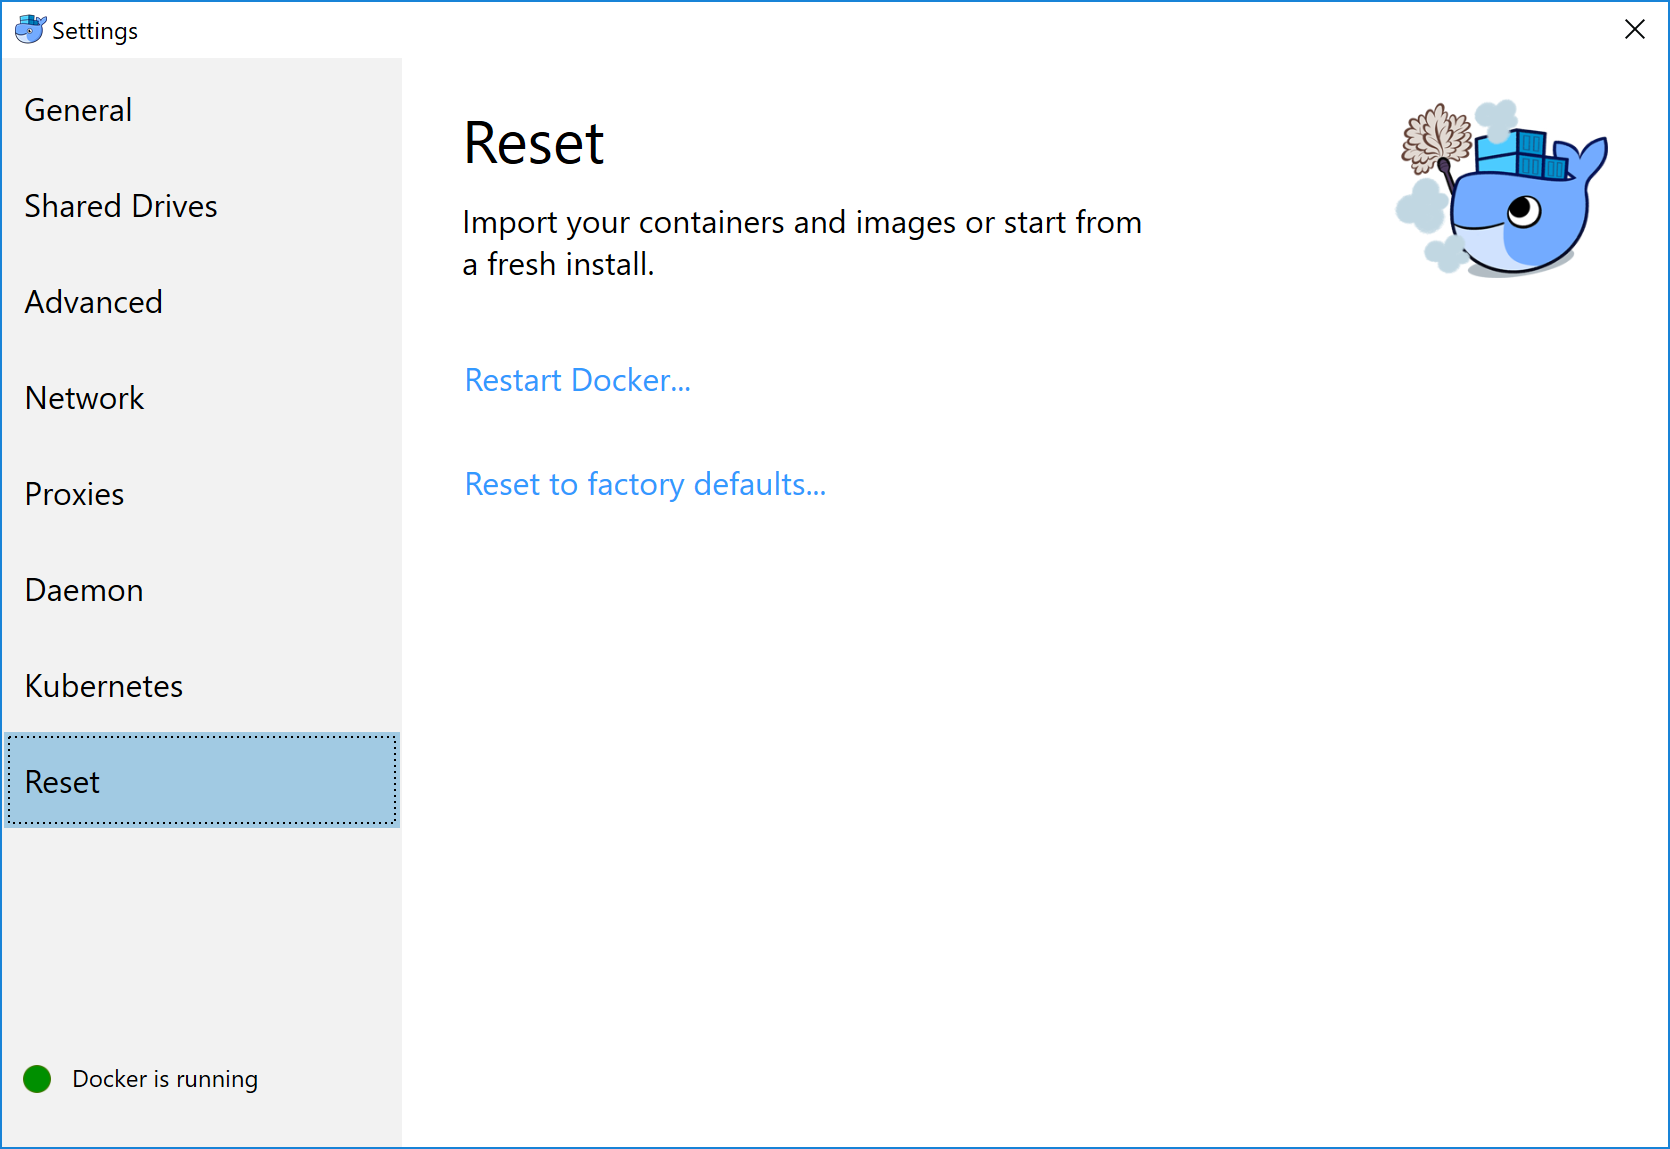 Settings
General
Shared Drives
Advanced
Network
Proxies
Daemon
Kubernetes
Reset
Docker is running
Reset
Import your containers and images or start from
a fresh install.
Restart Docker...
Reset to factory defaults...